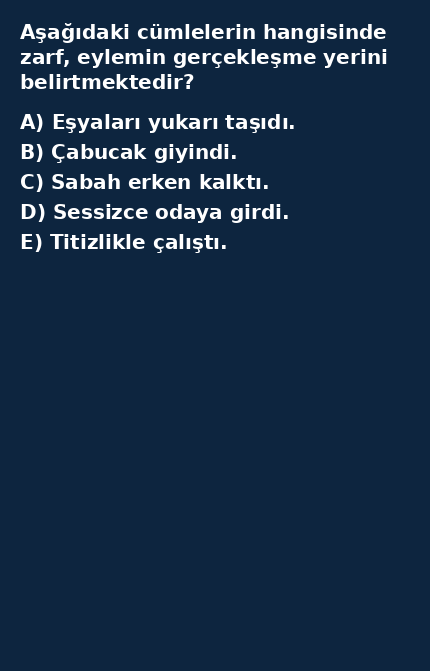 Aşağıdaki cümlelerin hangisinde
zarf, eylemin gerçekleşme yerini
belirtmektedir?
A) Eşyaları yukarı taşıdı.
B) Çabucak giyindi.
C) Sabah erken kalktı.
D) Sessizce odaya girdi.
E) Titizlikle çalıştı.